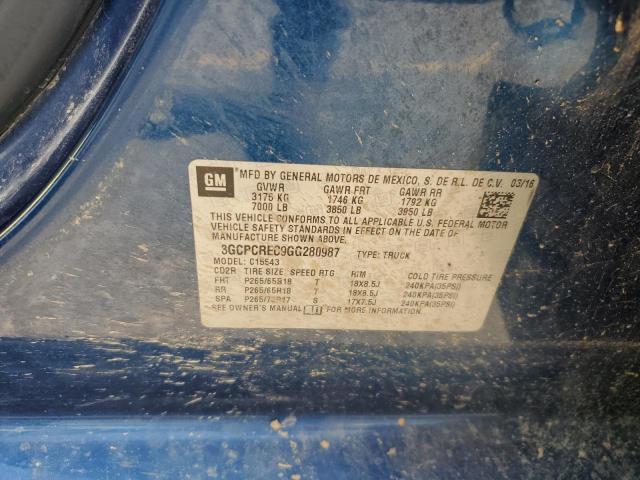 GM
MFD BY GENERAL MOTORS DE MEXICO, S. DE R.L. DE C.V. 03/16
GVWR GAWR-FRT GAWR RR
3175 KG 1746 KG 1792 KG
7000 LB 3850 LB 3950 LB
THIS VEHICLE CONFORMS TO ALL APPLICABLE U.S. FEDERAL MOTOR
VEHICLE SAFETY STANDARDS IN EFFECT ON THE DATE OF
MANUFACTURE SHOWN ABOVE.
3GCPCREC9GG280987 TYPE: TRUCK
MODEL: C15543
CD2R TIRE SIZE SPEED RTG RIM COLD TIRE PRESSURE
FRT P265/65R18 T 18X8.5J 240KPA(35PSI)
RR P265/65R18 T 18X8.5J 240KPA(35PSI)
SPA S 17X7.5J 240KPA(35PSI)
SEE OWNER'S MANUAL FOR MORE INFORMATION.